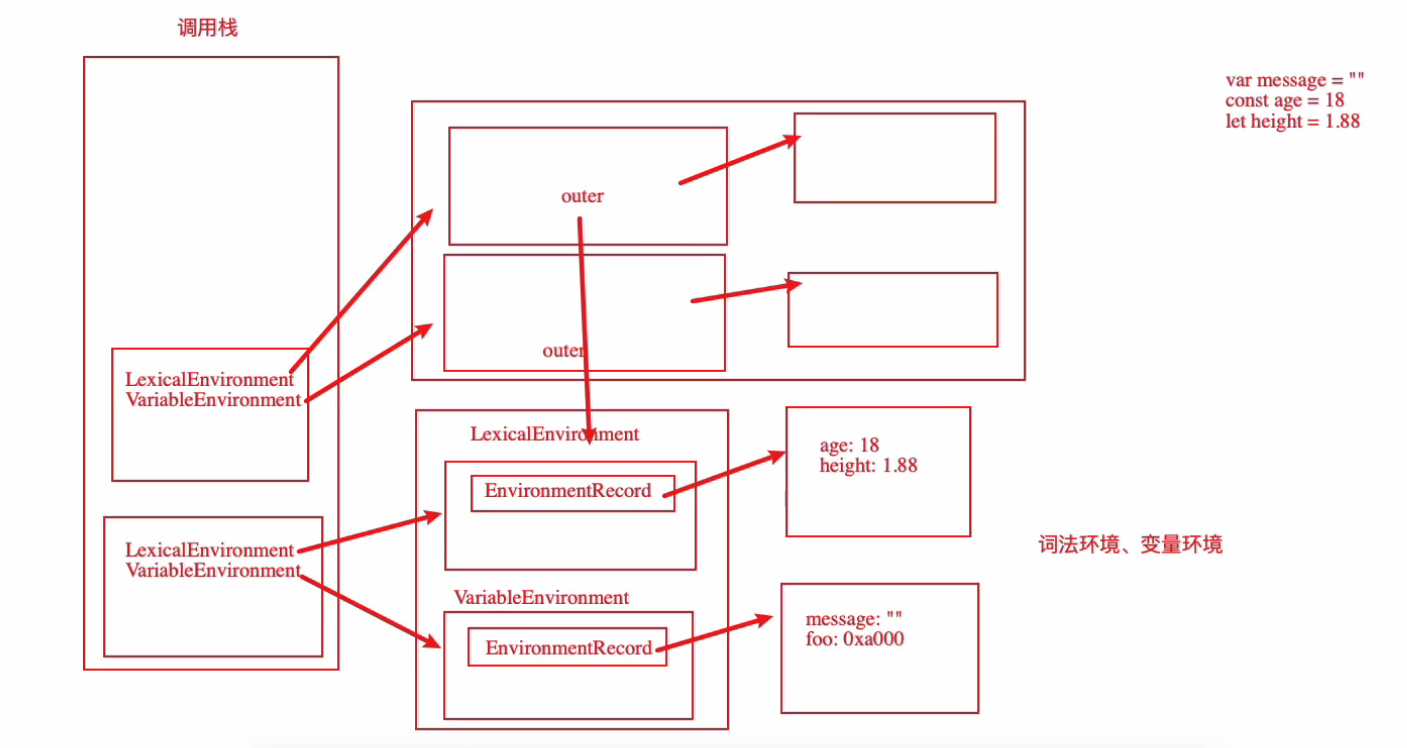 调用栈
var message = ""
const age = 18
let height = 1.88
outer
outer
LexicalEnvironment
VariableEnvironment
LexicalEnvironment
EnvironmentRecord
age: 18
height: 1.88
LexicalEnvironment
VariableEnvironment
词法环境、变量环境
VariableEnvironment
EnvironmentRecord
message: ""
foo: 0xa000